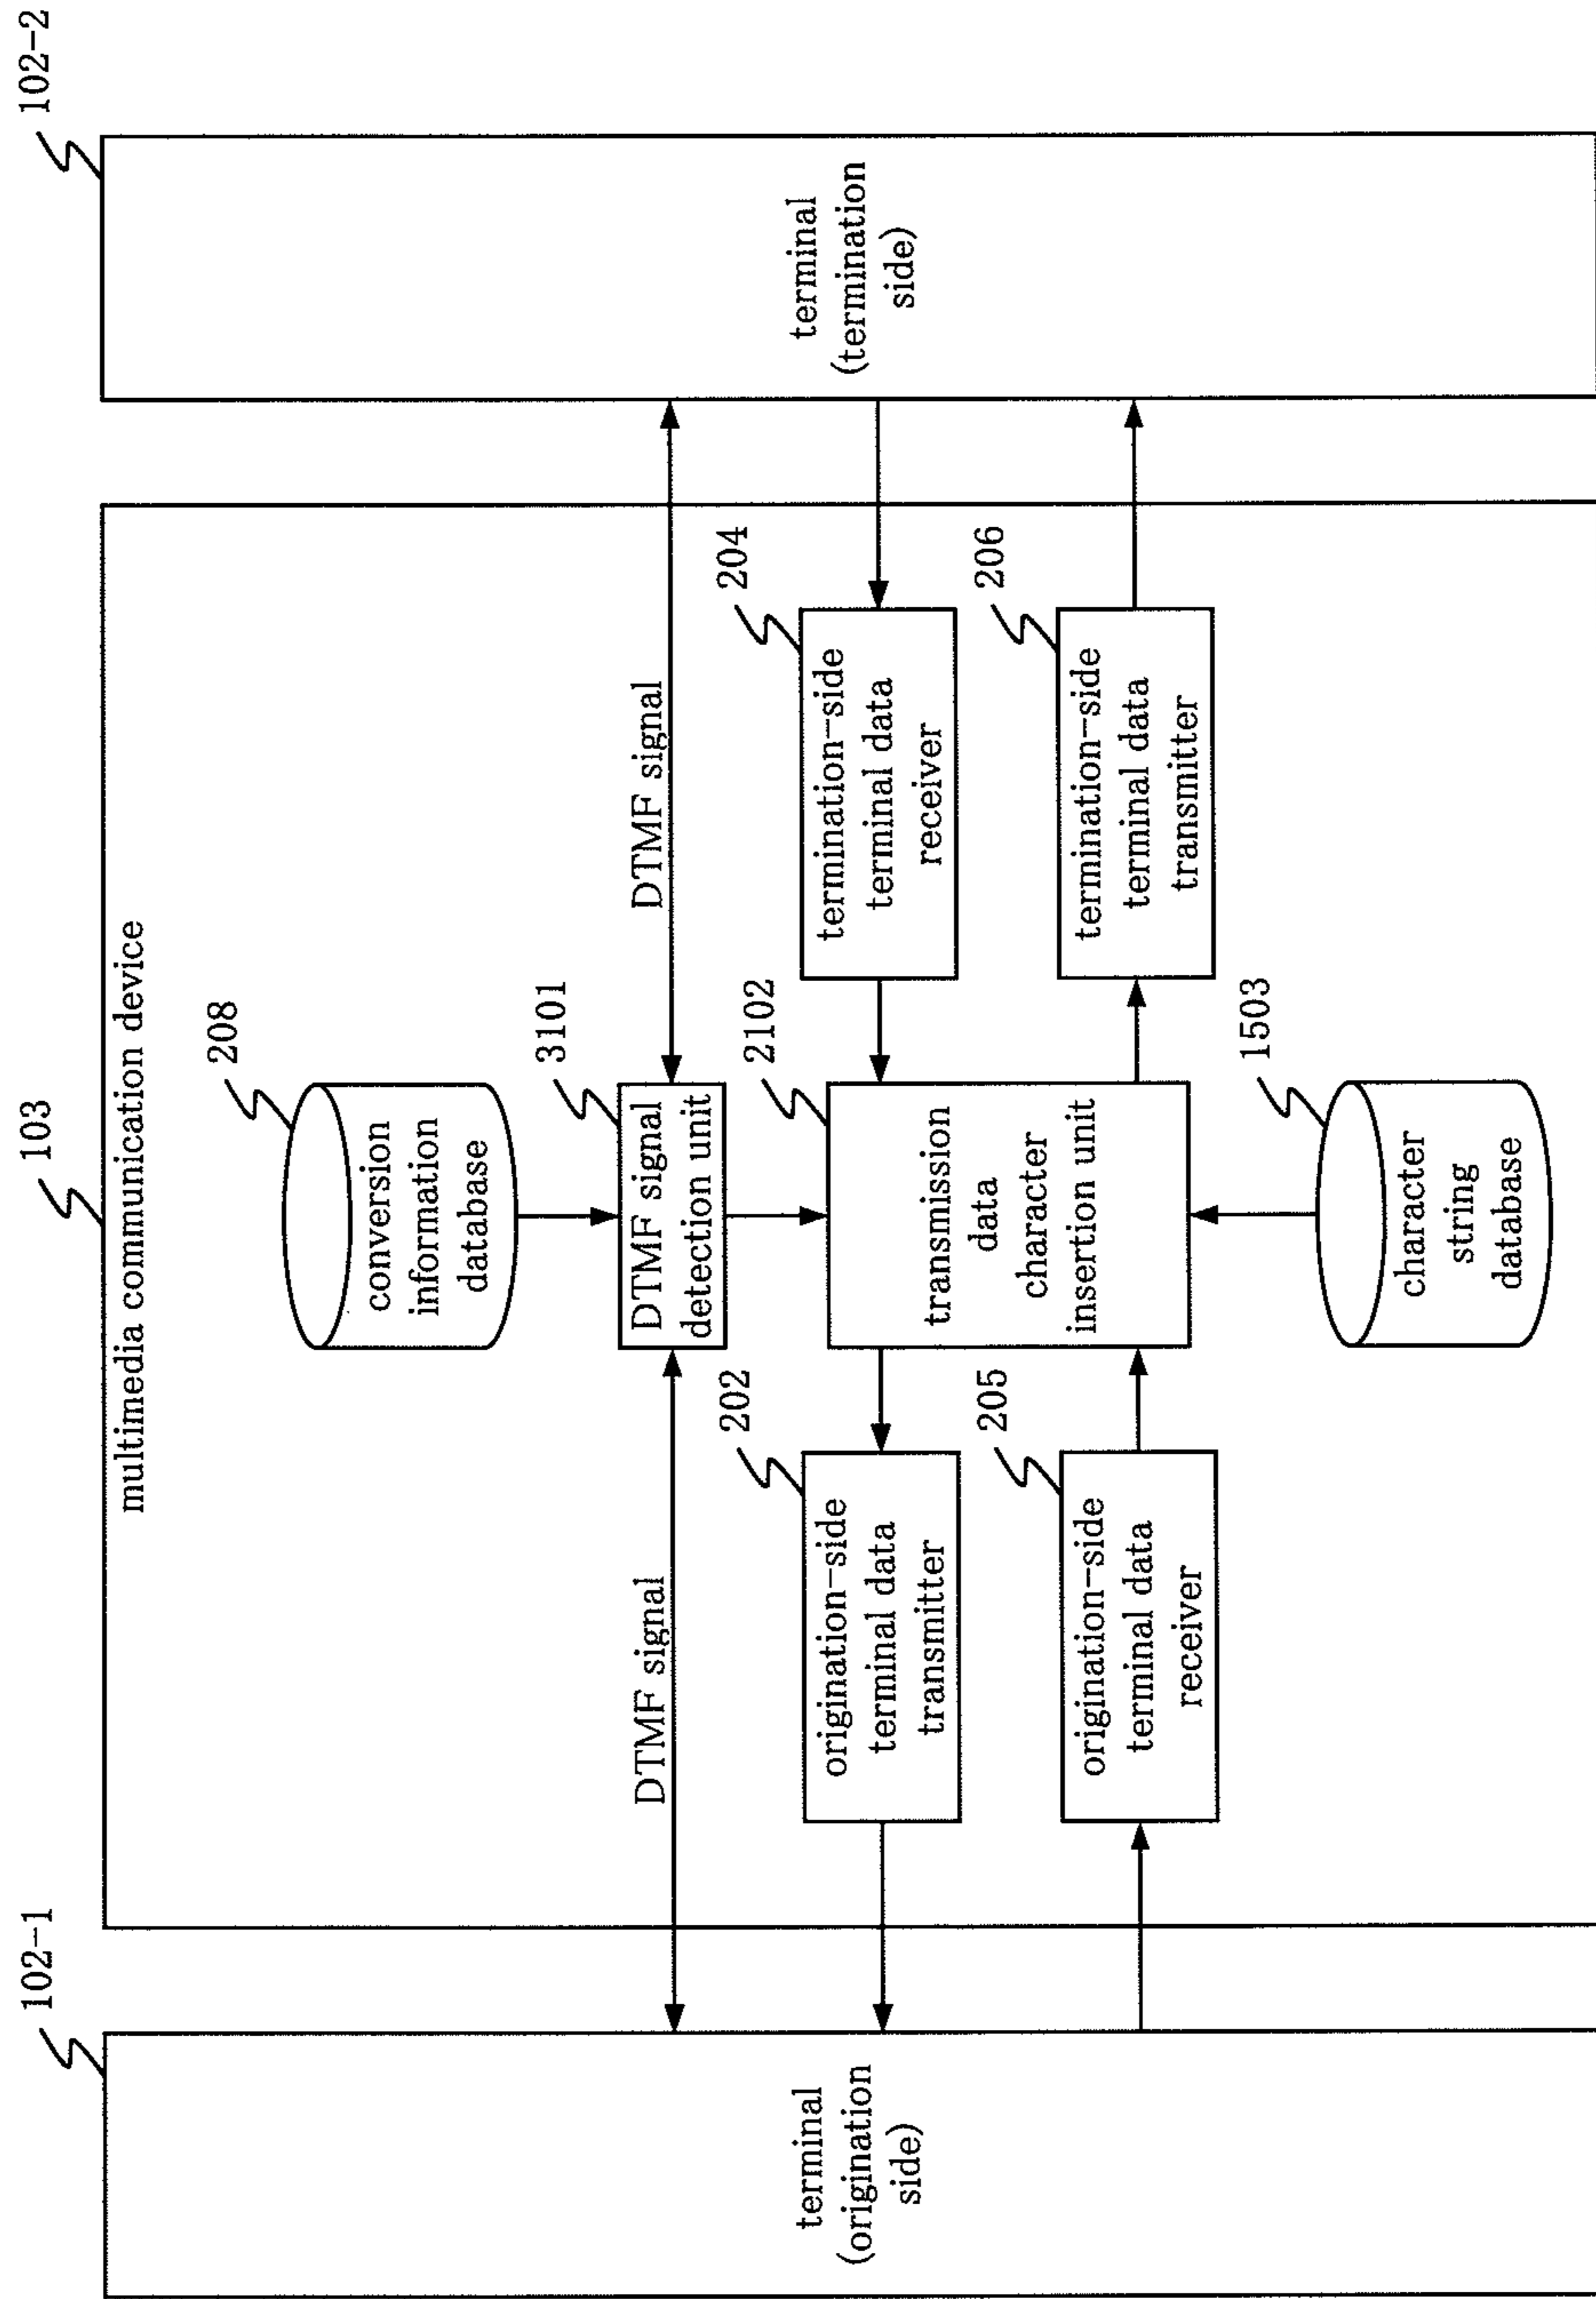 102-1
103
102-2
multimedia communication device
208
conversion
information
database
3101
DTMF signal
DTMF signal
detection unit
DTMF signal
terminal
(origination
side)
202
origination-side
terminal data
transmitter
2102
transmission
data
character
insertion unit
204
termination-side
terminal data
receiver
terminal
(termination
side)
205
origination-side
terminal data
receiver
206
termination-side
terminal data
transmitter
1503
character
string
database